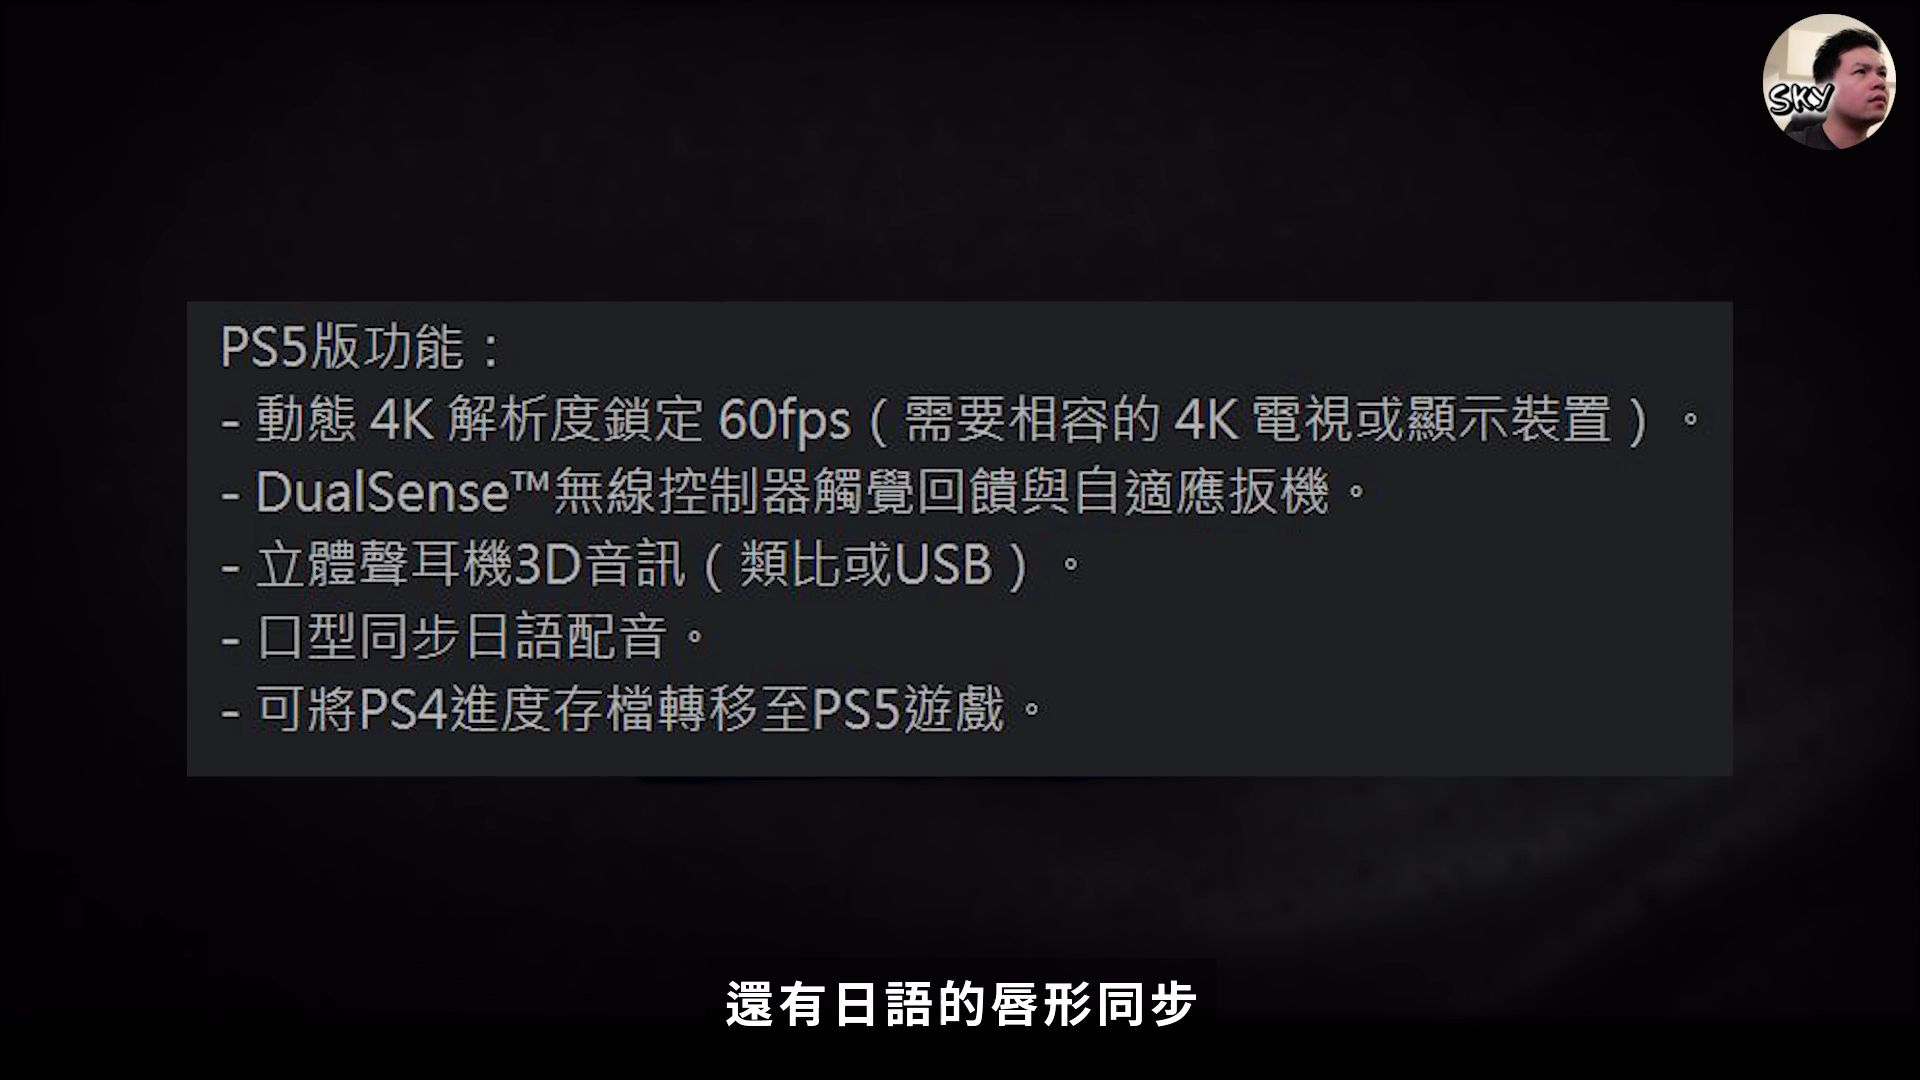 SKY
PS5版功能：
- 動態 4K 解析度鎖定 60fps（需要相容的 4K 電視或顯示裝置）。
- DualSense™無線控制器觸覺回饋與自適應扳機。
- 立體聲耳機3D音訊（類比或USB）。
- 口型同步日語配音。
- 可將PS4進度存檔轉移至PS5遊戲。
還有日語的唇形同步